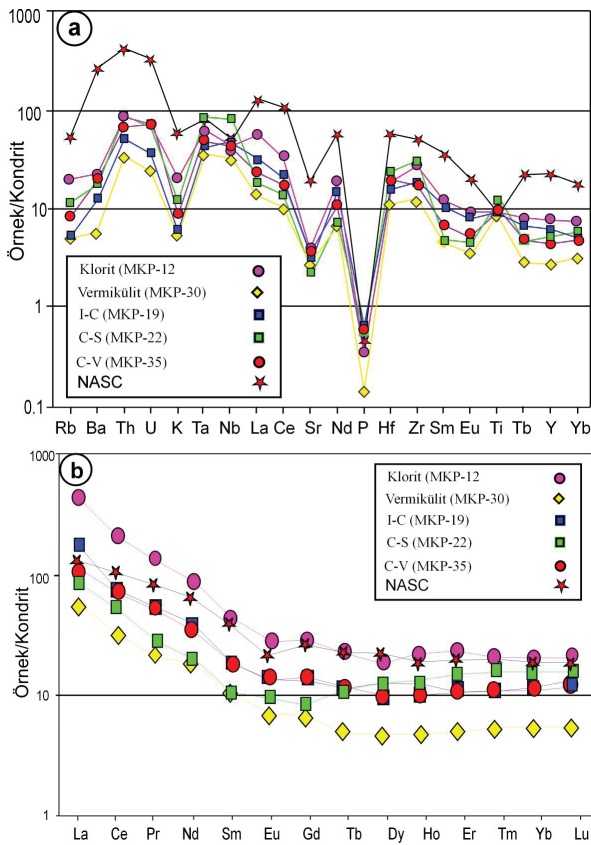 1000
a
100
10
1
0.1
Örnek/Kondrit
Klorit (MKP-12
Vermikülit (MKP-30)
I-C (MKP-19)
C-S (MKP-22)
C-V (MKP-35)
NASC
Rb Ba Th U K Ta Nb La Ce Sr Nd P Hf Zr Sm Eu Ti Tb Y Yb
1000
b
100
10
1
Örnek/Kondrit
Klorit (MKP-12
Vermikülit (MKP-30)
I-C (MKP-19)
C-S (MKP-22)
C-V (MKP-35)
NASC
La Ce Pr Nd Sm Eu Gd Tb Dy Ho Er Tm Yb Lu